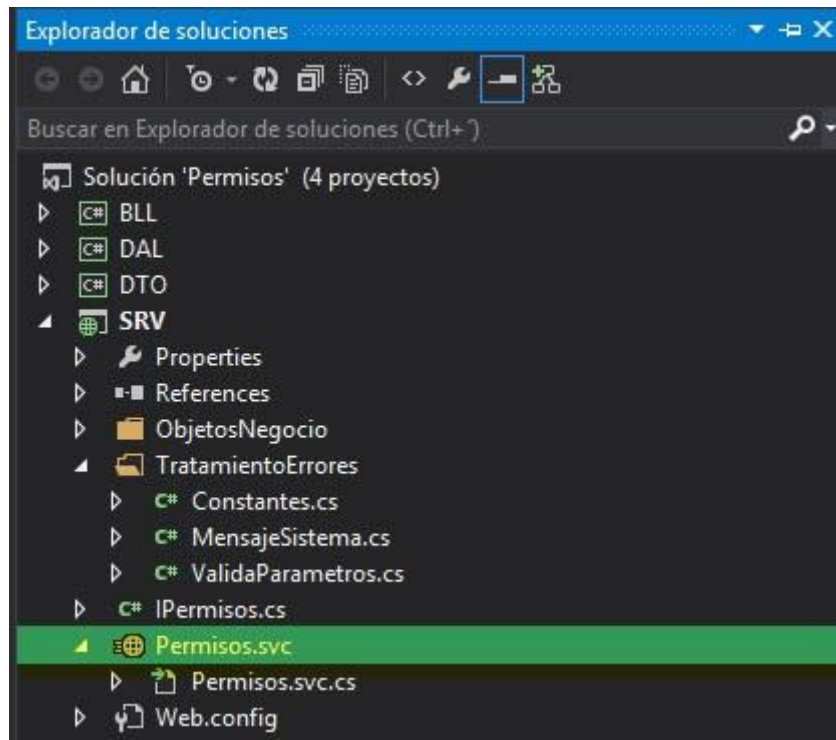 Explorador de soluciones
Buscar en Explorador de soluciones (Ctrl+´)
Solución 'Permisos' (4 proyectos)
C# BLL
C# DAL
C# DTO
SRV
Properties
References
ObjetosNegocio
TratamientoErrores
C# Constantes.cs
C# MensajeSistema.cs
C# ValidaParametros.cs
C# IPermisos.cs
Permisos.svc
Permisos.svc.cs
Web.config